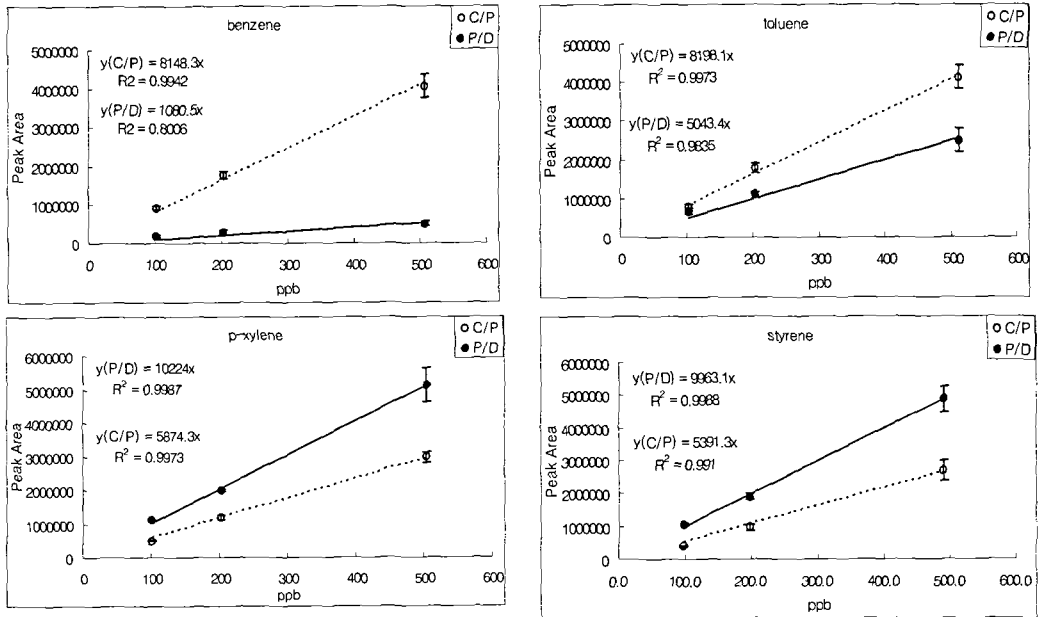 benzene
○ C/P
● P/D
5000000
4000000
3000000
2000000
1000000
0
Peak Area
y(C/P) = 8148.3x
R2 = 0.9942
y(P/D) = 1080.5x
R2 = 0.8006
0 100 200 300 400 500 600
ppb
toluene
○ C/P
● P/D
5000000
4000000
3000000
2000000
1000000
0
Peak Area
y(C/P) = 8198.1x
R² = 0.9973
y(P/D) = 5043.4x
R² = 0.9835
0 100 200 300 400 500 600
ppb
p-xylene
○ C/P
● P/D
6000000
5000000
4000000
3000000
2000000
1000000
0
Peak Area
y(P/D) = 10224x
R² = 0.9987
y(C/P) = 5874.3x
R² = 0.9973
0 100 200 300 400 500 600
ppb
styrene
○ C/P
● P/D
6000000
5000000
4000000
3000000
2000000
1000000
0
Peak Area
y(P/D) = 9963.1x
R² = 0.9988
y(C/P) = 5391.3x
R² = 0.991
0.0 100.0 200.0 300.0 400.0 500.0 600.0
ppb